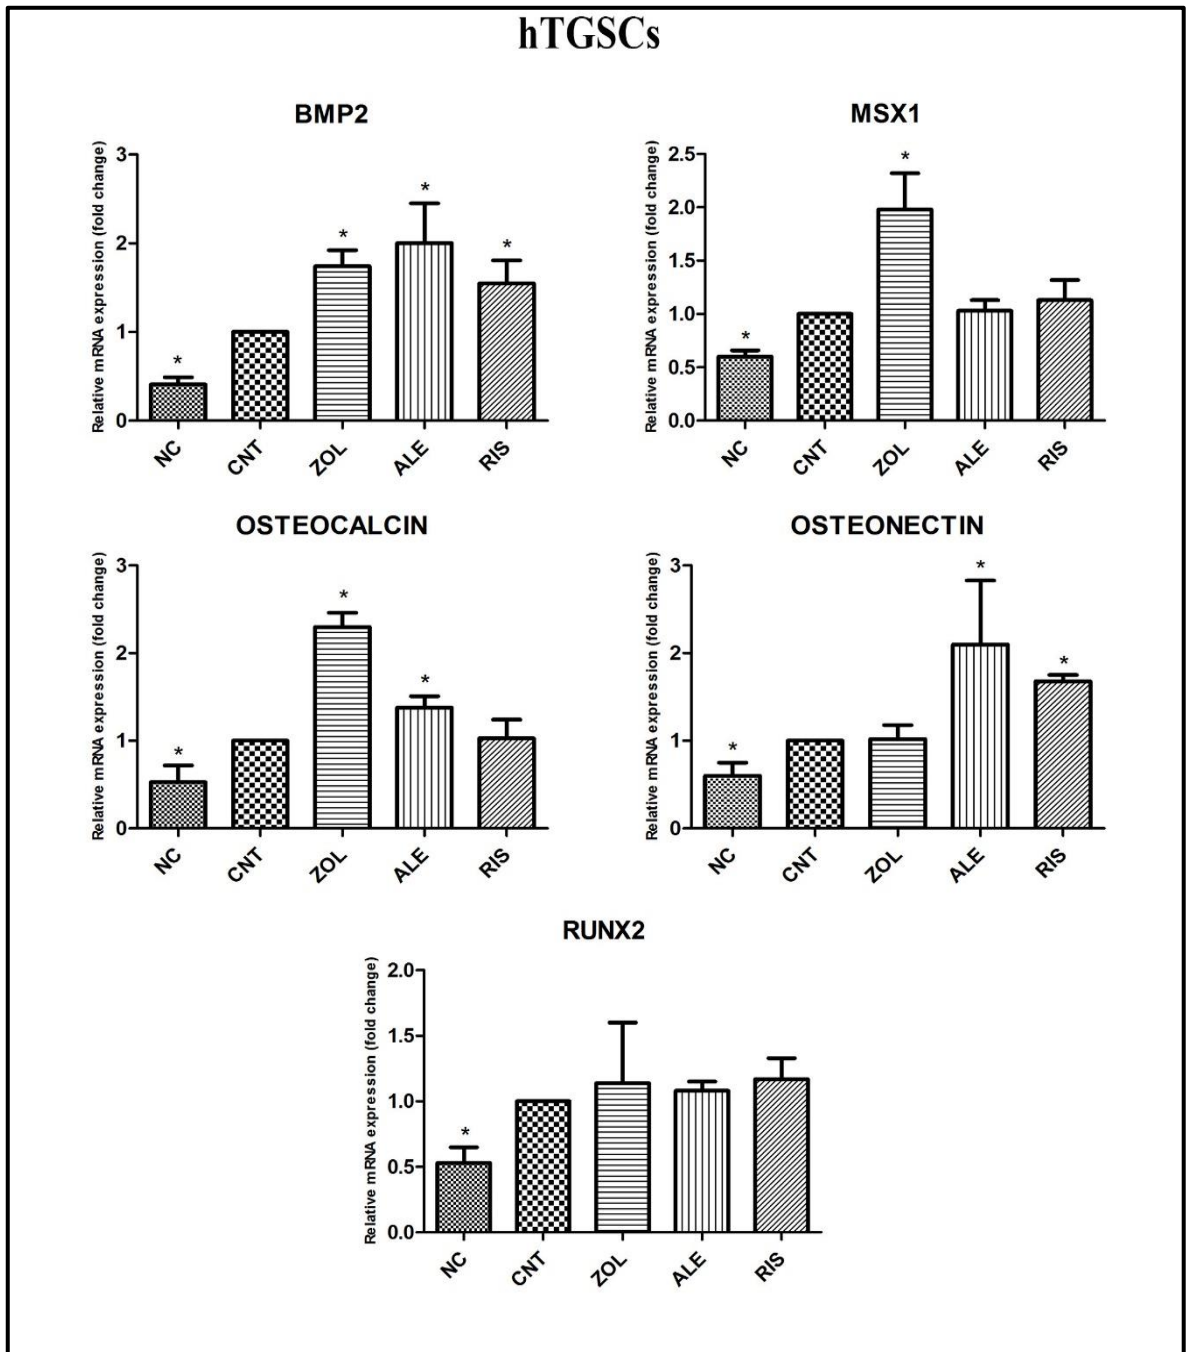 hTGSCs
BMP2
Relative mRNA expression (fold change)
3
2
1
0
*
*
*
*
NC
CNT
ZOL
ALE
RIS
MSX1
Relative mRNA expression (fold change)
2.5
2.0
1.5
1.0
0.5
0.0
*
*
NC
CNT
ZOL
ALE
RIS
OSTEOCALCIN
Relative mRNA expression (fold change)
3
2
1
0
*
*
*
NC
CNT
ZOL
ALE
RIS
OSTEONECTIN
Relative mRNA expression (fold change)
3
2
1
0
*
*
*
NC
CNT
ZOL
ALE
RIS
RUNX2
Relative mRNA expression (fold change)
2.0
1.5
1.0
0.5
0.0
*
NC
CNT
ZOL
ALE
RIS